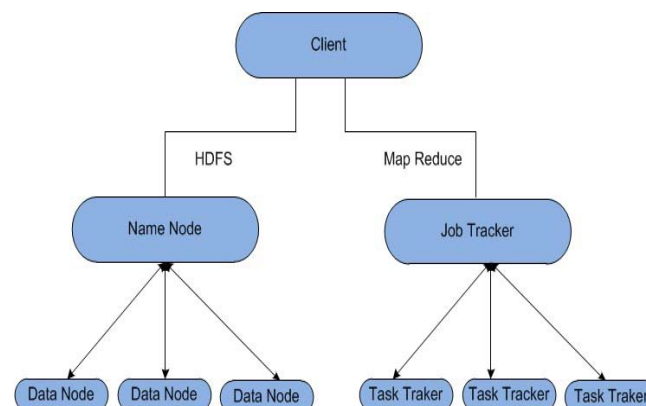 Client
HDFS
Map Reduce
Name Node
Job Tracker
Data Node
Data Node
Data Node
Task Traker
Task Tracker
Task Traker